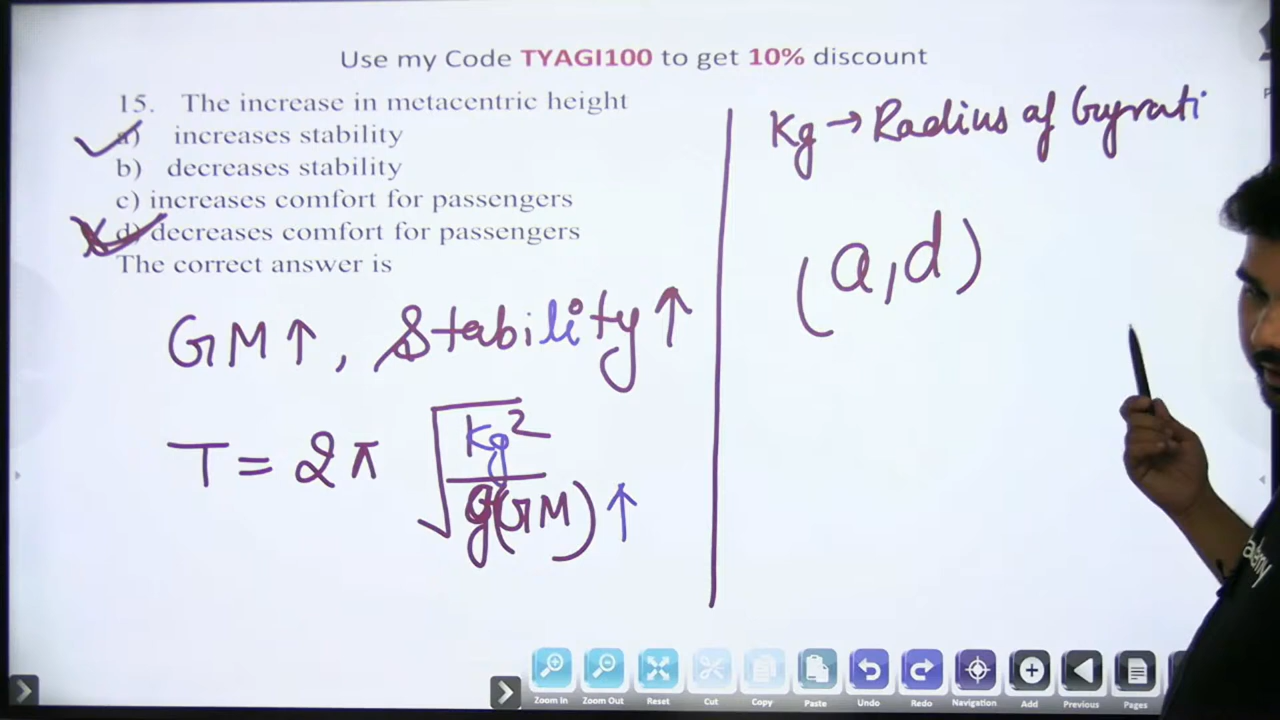 Use my Code TYAGI100 to get 10% discount
15. The increase in metacentric height
a) increases stability
b) decreases stability
c) increases comfort for passengers
d) decreases comfort for passengers
The correct answer is
GM↑, Stability↑
T = 2π √(Kg²/g(GM))↑
Kg → Radius of Gyrati
(a, d)
Zoom In Zoom Out Reset Cut Copy Paste Undo Redo Navigation Add Previous Pages